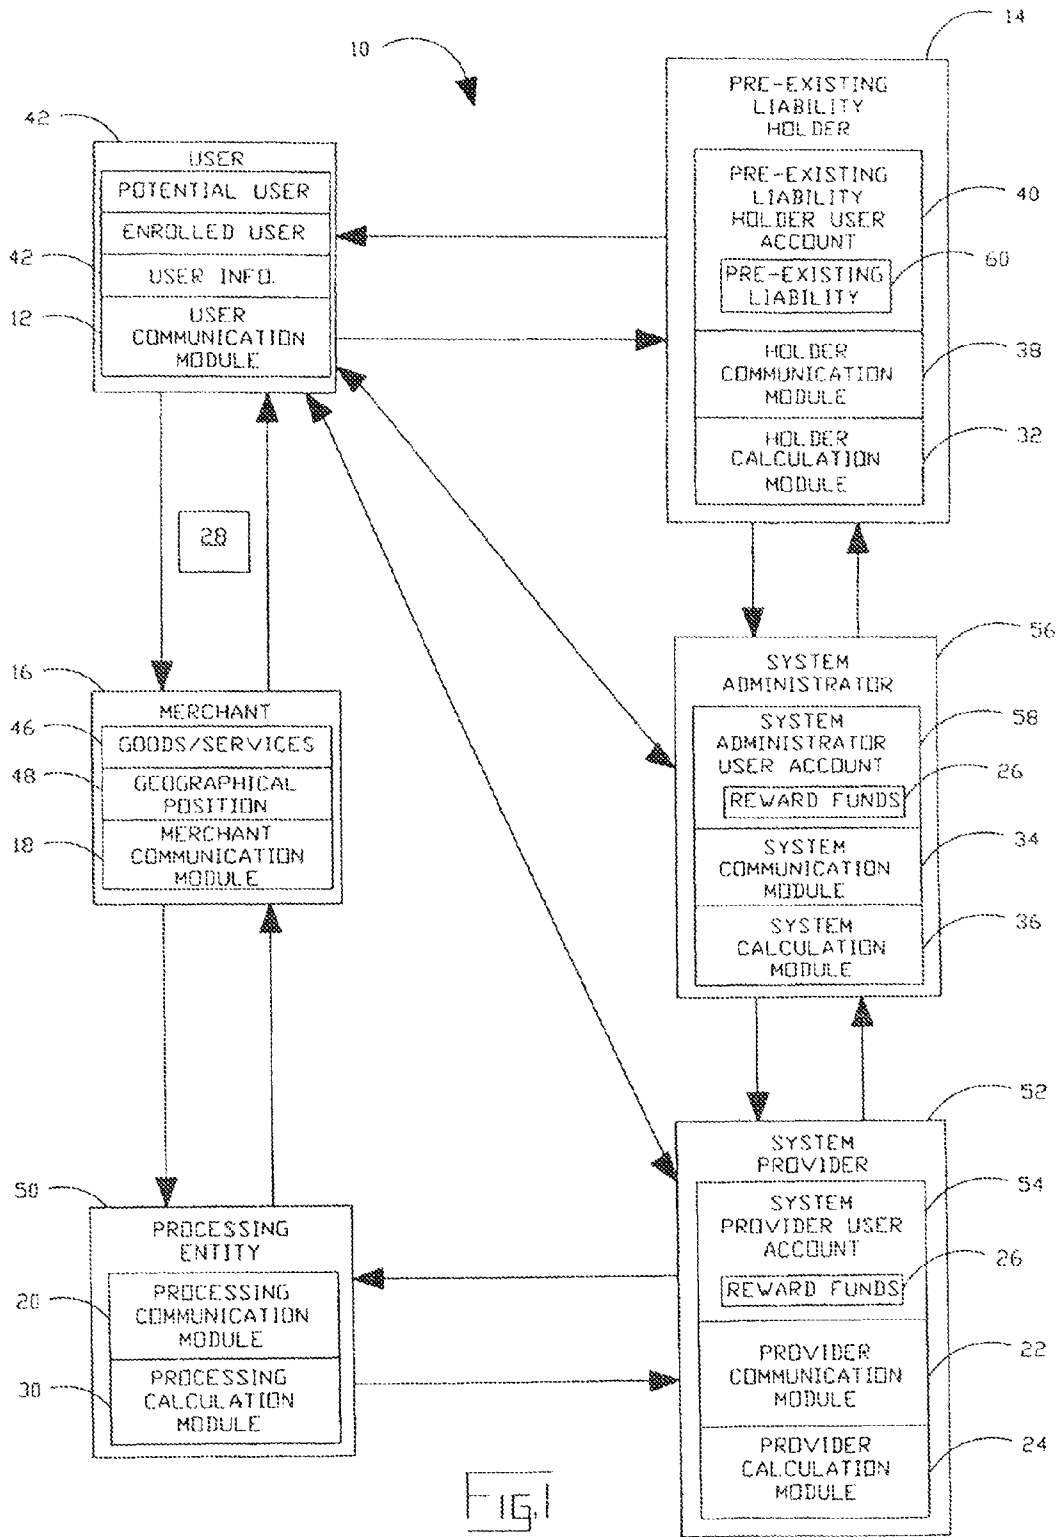 10
14
42
USER
POTENTIAL USER
ENROLLED USER
42
USER INFO.
12
USER
COMMUNICATION
MODULE
PRE-EXISTING
LIABILITY
HOLDER
PRE-EXISTING
LIABILITY
HOLDER USER
ACCOUNT
40
PRE-EXISTING
LIABILITY
60
HOLDER
COMMUNICATION
MODULE
38
HOLDER
CALCULATION
MODULE
32
28
16
MERCHANT
46
GOODS/SERVICES
48
GEOGRAPHICAL
POSITION
18
MERCHANT
COMMUNICATION
MODULE
56
SYSTEM
ADMINISTRATOR
SYSTEM
ADMINISTRATOR
USER ACCOUNT
58
REWARD FUNDS
26
SYSTEM
COMMUNICATION
MODULE
34
SYSTEM
CALCULATION
MODULE
36
50
PROCESSING
ENTITY
20
PROCESSING
COMMUNICATION
MODULE
30
PROCESSING
CALCULATION
MODULE
52
SYSTEM
PROVIDER
SYSTEM
PROVIDER USER
ACCOUNT
54
REWARD FUNDS
26
PROVIDER
COMMUNICATION
MODULE
22
PROVIDER
CALCULATION
MODULE
24
FIG.1